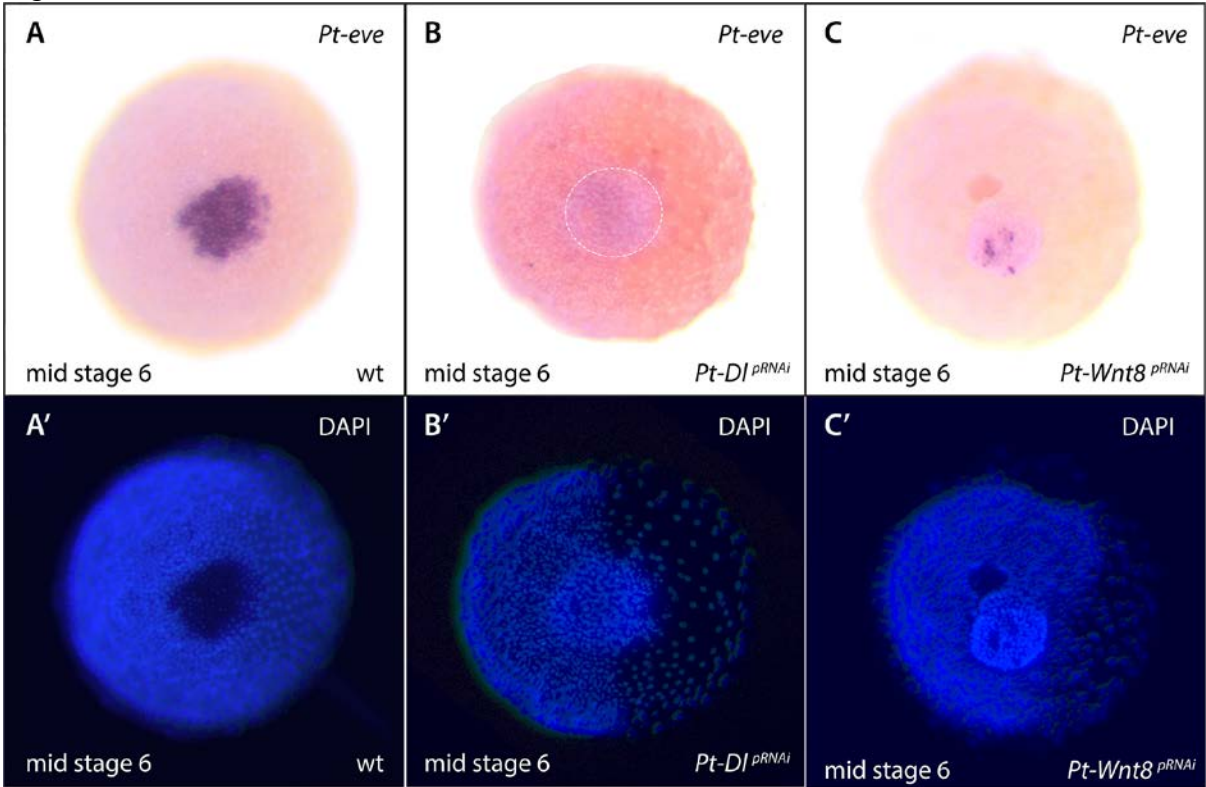 A Pt-eve
B Pt-eve
C Pt-eve
mid stage 6 wt
mid stage 6 Pt-Dl pRNAi
mid stage 6 Pt-Wnt8 pRNAi
A’ DAPI
B’ DAPI
C’ DAPI
mid stage 6 wt
mid stage 6 Pt-Dl pRNAi
mid stage 6 Pt-Wnt8 pRNAi